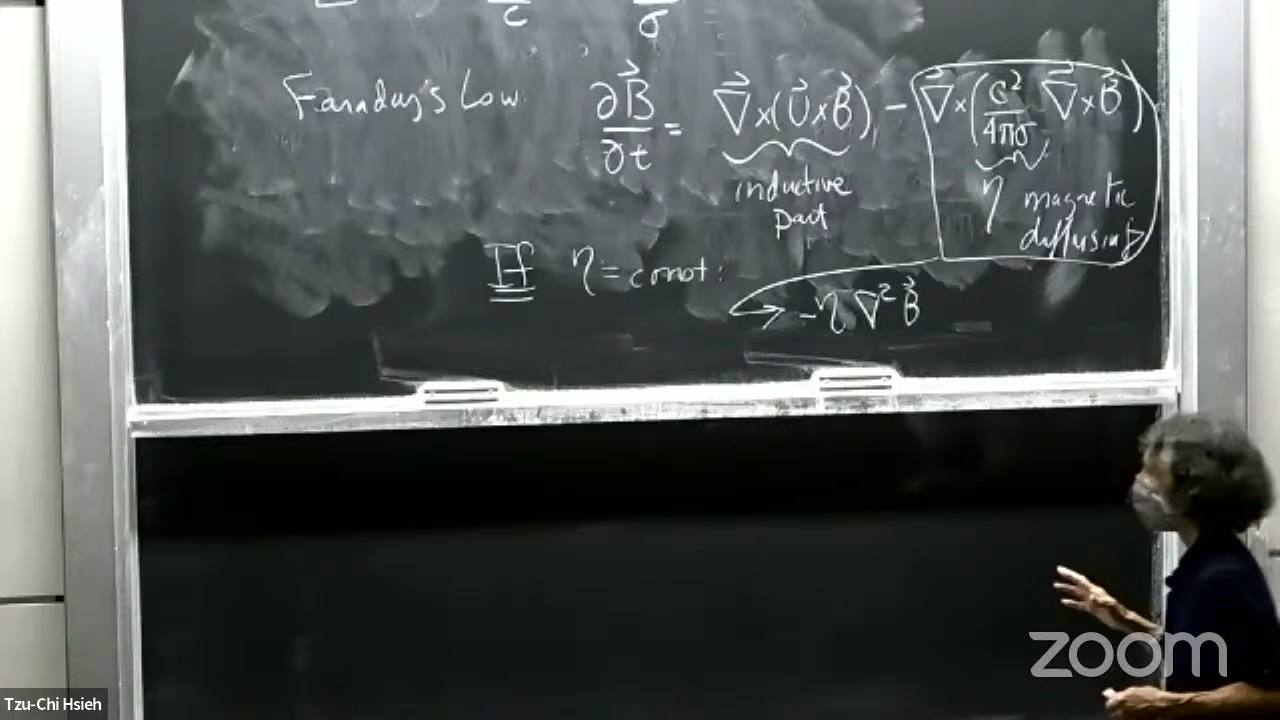 c σ
Faraday's Law ∂B⃗/∂t = ∇⃗×(U⃗×B⃗) − ∇⃗×(c²/4πσ ∇⃗×B⃗)
inductive part
η magnetic diffusivity
If η = const:
→ -η∇²B⃗
zoom
Tzu-Chi Hsieh